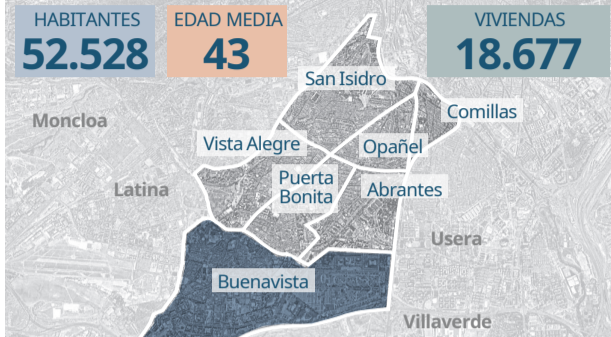 HABITANTES
52.528
EDAD MEDIA
43
VIVIENDAS
18.677
San Isidro
Comillas
Moncloa
Vista Alegre
Opañel
Latina
Puerta
Bonita
Abrantes
Usera
Buenavista
Villaverde